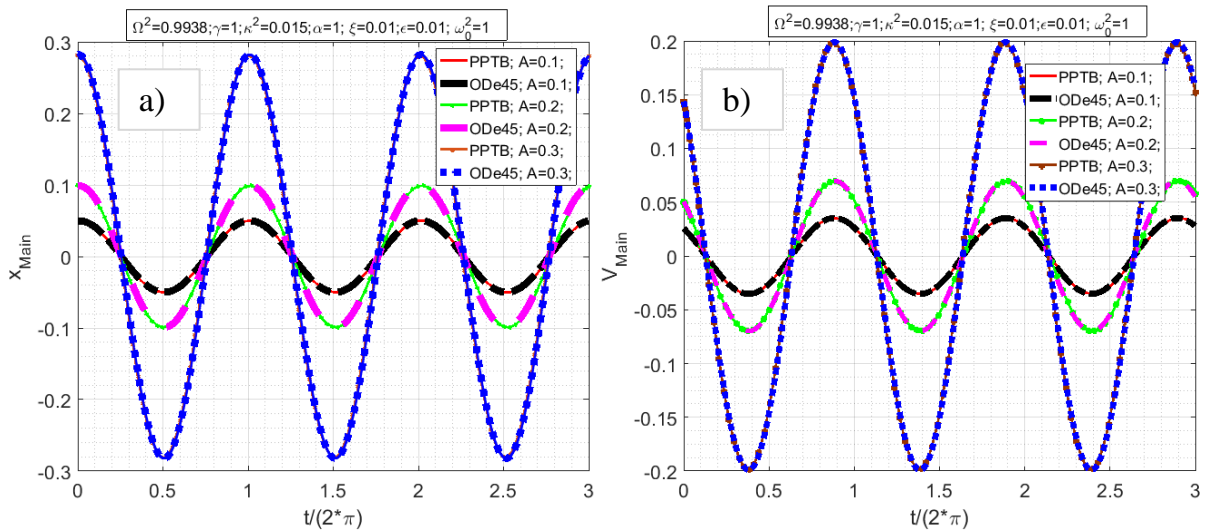 Ω²=0.9938;γ=1;κ²=0.015;α=1; ξ=0.01;ϵ=0.01; ω₀²=1
a)
PPTB; A=0.1;
ODe45; A=0.1;
PPTB; A=0.2;
ODe45; A=0.2;
PPTB; A=0.3;
ODe45; A=0.3;
x_Main
0.3
0.2
0.1
0
-0.1
-0.2
-0.3
0 0.5 1 1.5 2 2.5 3
t/(2*π)
Ω²=0.9938;γ=1;κ²=0.015;α=1; ξ=0.01;ϵ=0.01; ω₀²=1
b)
PPTB; A=0.1;
ODe45; A=0.1;
PPTB; A=0.2;
ODe45; A=0.2;
PPTB; A=0.3;
ODe45; A=0.3;
V_Main
0.2
0.15
0.1
0.05
0
-0.05
-0.1
-0.15
-0.2
0 0.5 1 1.5 2 2.5 3
t/(2*π)